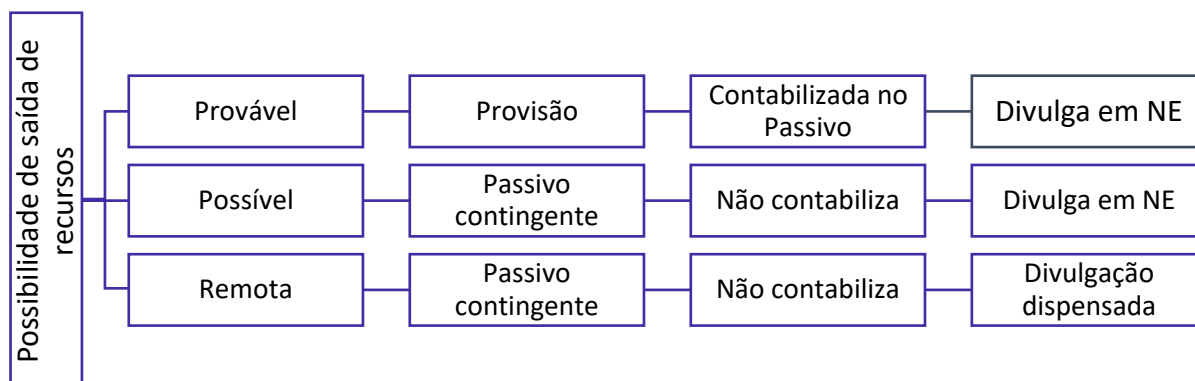 Possibilidade de saída de
recursos
Provável
Provisão
Contabilizada no
Passivo
Divulga em NE
Possível
Passivo
contingente
Não contabiliza
Divulga em NE
Remota
Passivo
contingente
Não contabiliza
Divulgação
dispensada